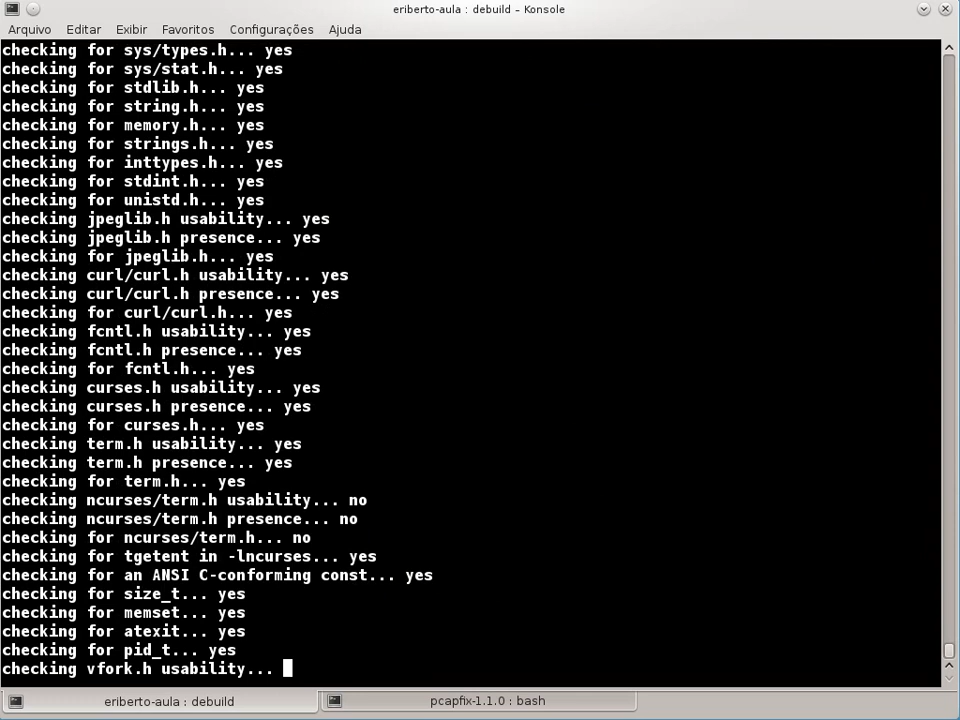 eriberto-aula : debuild – Konsole
Arquivo Editar Exibir Favoritos Configurações Ajuda
checking for sys/types.h... yes
checking for sys/stat.h... yes
checking for stdlib.h... yes
checking for string.h... yes
checking for memory.h... yes
checking for strings.h... yes
checking for inttypes.h... yes
checking for stdint.h... yes
checking for unistd.h... yes
checking jpeglib.h usability... yes
checking jpeglib.h presence... yes
checking for jpeglib.h... yes
checking curl/curl.h usability... yes
checking curl/curl.h presence... yes
checking for curl/curl.h... yes
checking fcntl.h usability... yes
checking fcntl.h presence... yes
checking for fcntl.h... yes
checking curses.h usability... yes
checking curses.h presence... yes
checking for curses.h... yes
checking term.h usability... yes
checking term.h presence... yes
checking for term.h... yes
checking ncurses/term.h usability... no
checking ncurses/term.h presence... no
checking for ncurses/term.h... no
checking for tgetent in -lncurses... yes
checking for an ANSI C-conforming const... yes
checking for size_t... yes
checking for memset... yes
checking for atexit... yes
checking for pid_t... yes
checking vfork.h usability...
eriberto-aula : debuild
pcapfix-1.1.0 : bash